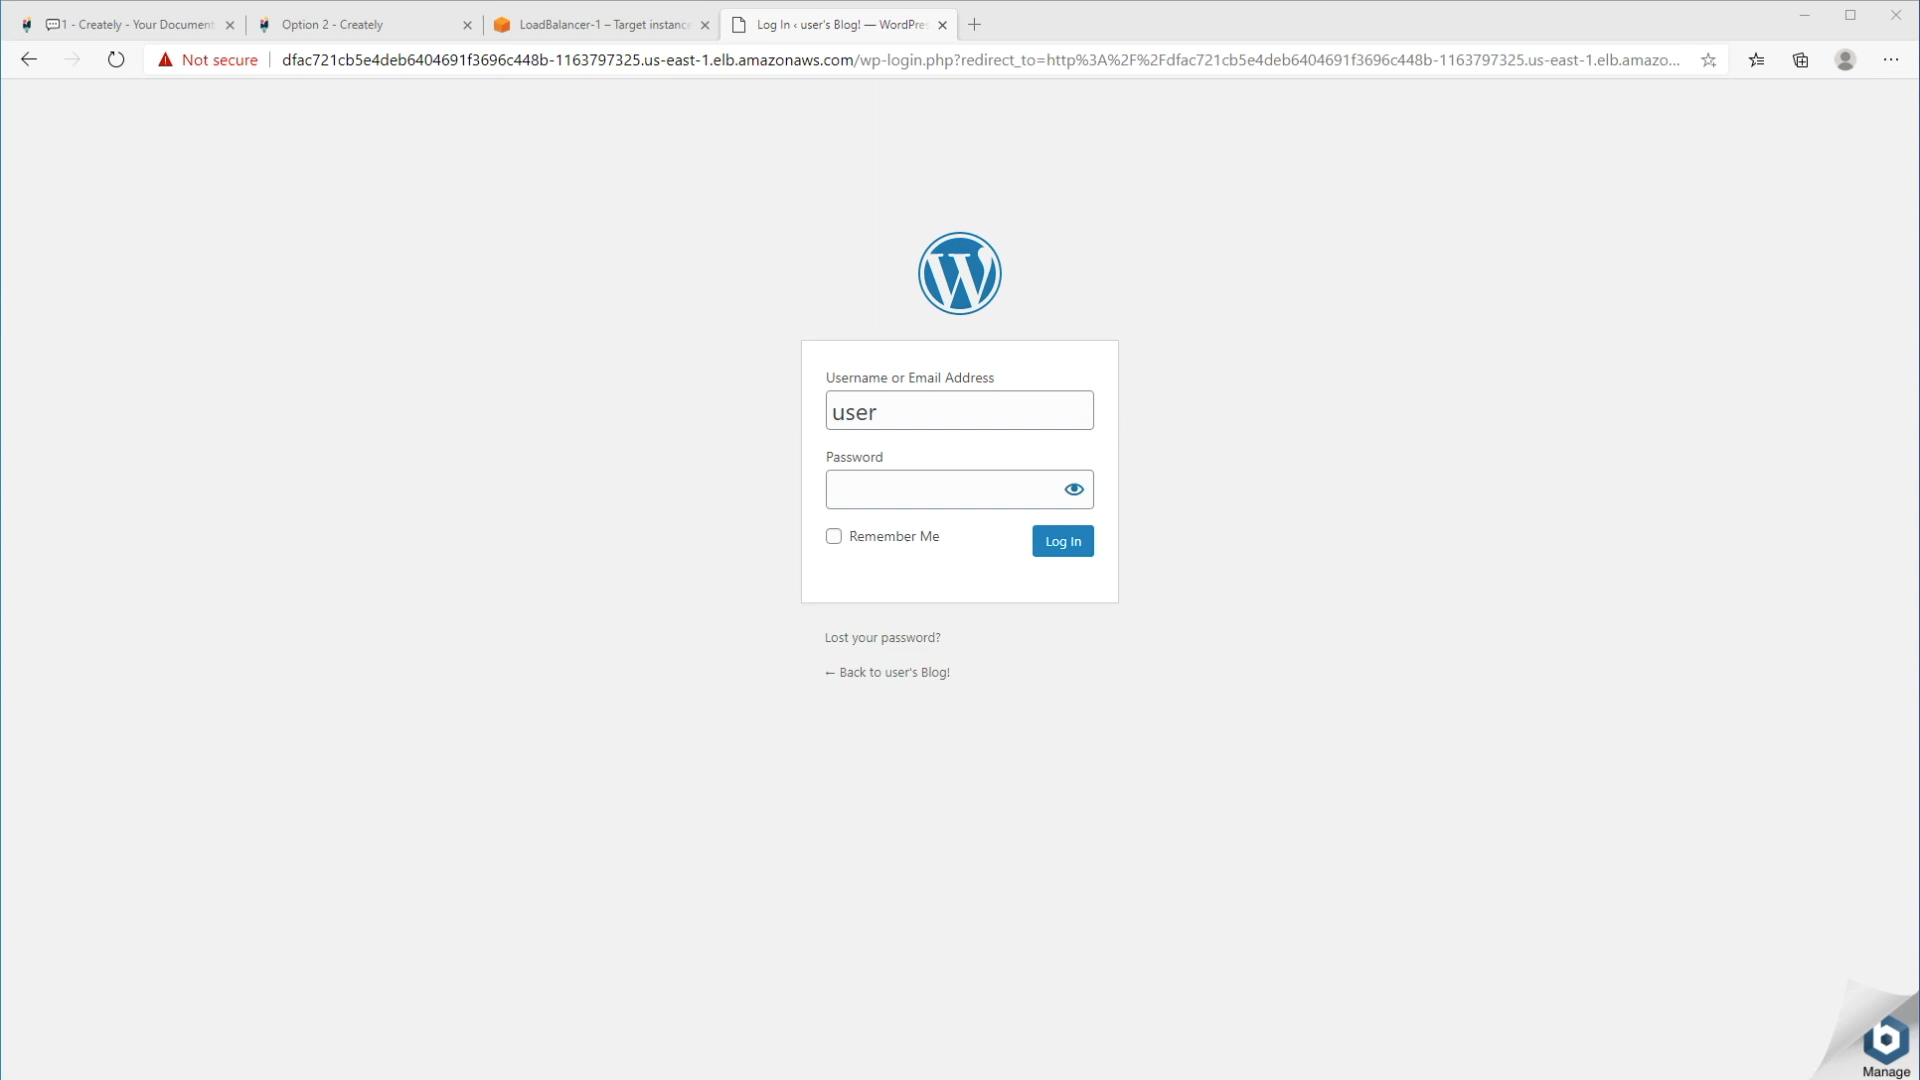 1 - Creately - Your Document
Option 2 - Creately
LoadBalancer-1 – Target instance
Log In ‹ user's Blog! — WordPre
Not secure
dfac721cb5e4deb6404691f3696c448b-1163797325.us-east-1.elb.amazonaws.com/wp-login.php?redirect_to=http%3A%2F%2Fdfac721cb5e4deb6404691f3696c448b-1163797325.us-east-1.elb.amazo...
Username or Email Address
user
Password
Remember Me
Log In
Lost your password?
← Back to user's Blog!
Manage